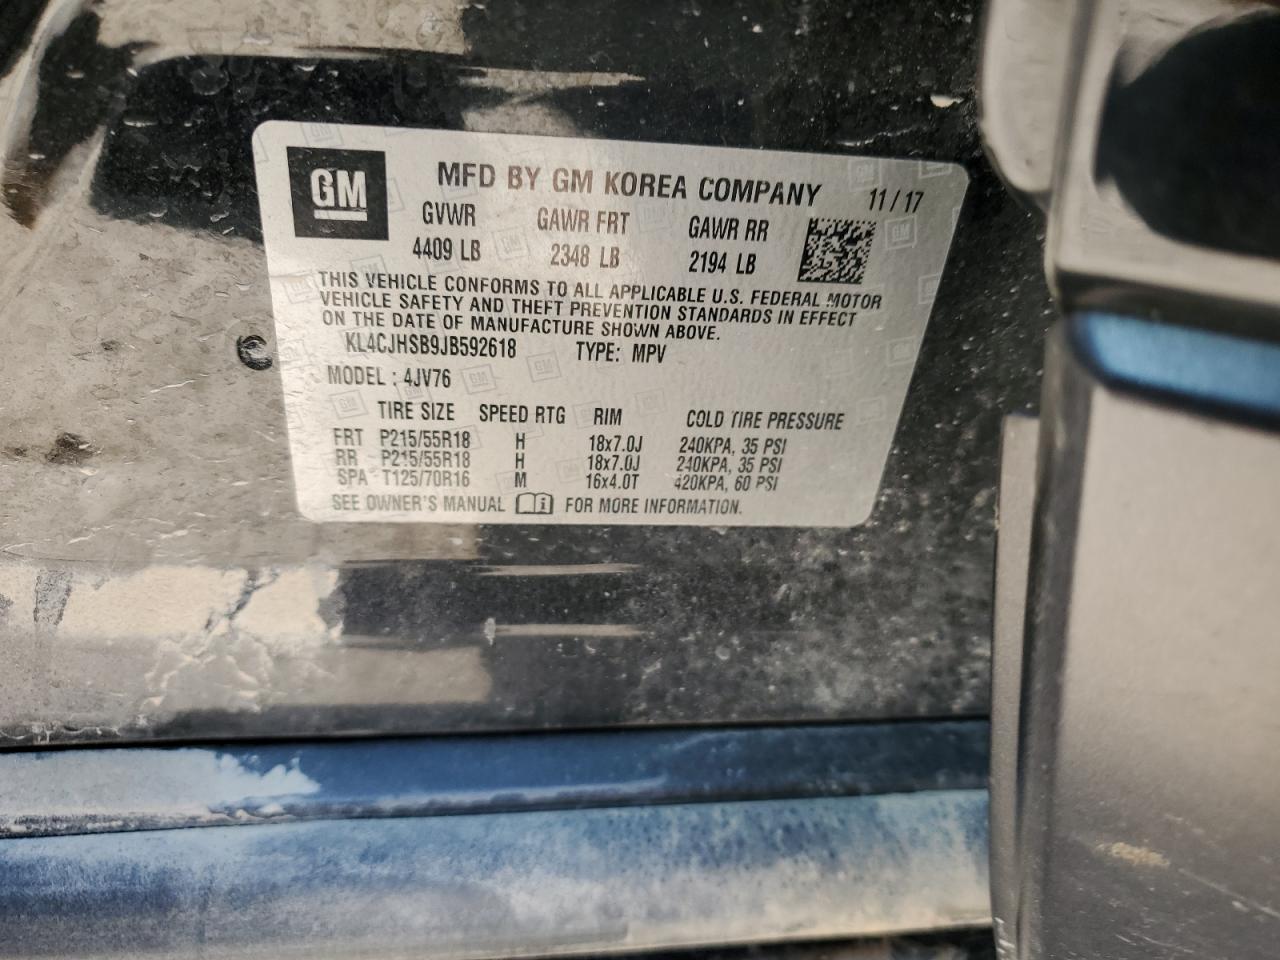 GM
MFD BY GM KOREA COMPANY 11 / 17
GVWR GAWR FRT GAWR RR
4409 LB 2348 LB 2194 LB
THIS VEHICLE CONFORMS TO ALL APPLICABLE U.S. FEDERAL MOTOR
VEHICLE SAFETY AND THEFT PREVENTION STANDARDS IN EFFECT
ON THE DATE OF MANUFACTURE SHOWN ABOVE.
KL4CJHSB9JB592618 TYPE: MPV
MODEL : 4JV76
TIRE SIZE SPEED RTG RIM COLD TIRE PRESSURE
FRT P215/55R18 H 18x7.0J 240KPA, 35 PSI
RR P215/55R18 H 18x7.0J 240KPA, 35 PSI
SPA T125/70R16 M 16x4.0T 420KPA, 60 PSI
SEE OWNER'S MANUAL i FOR MORE INFORMATION.